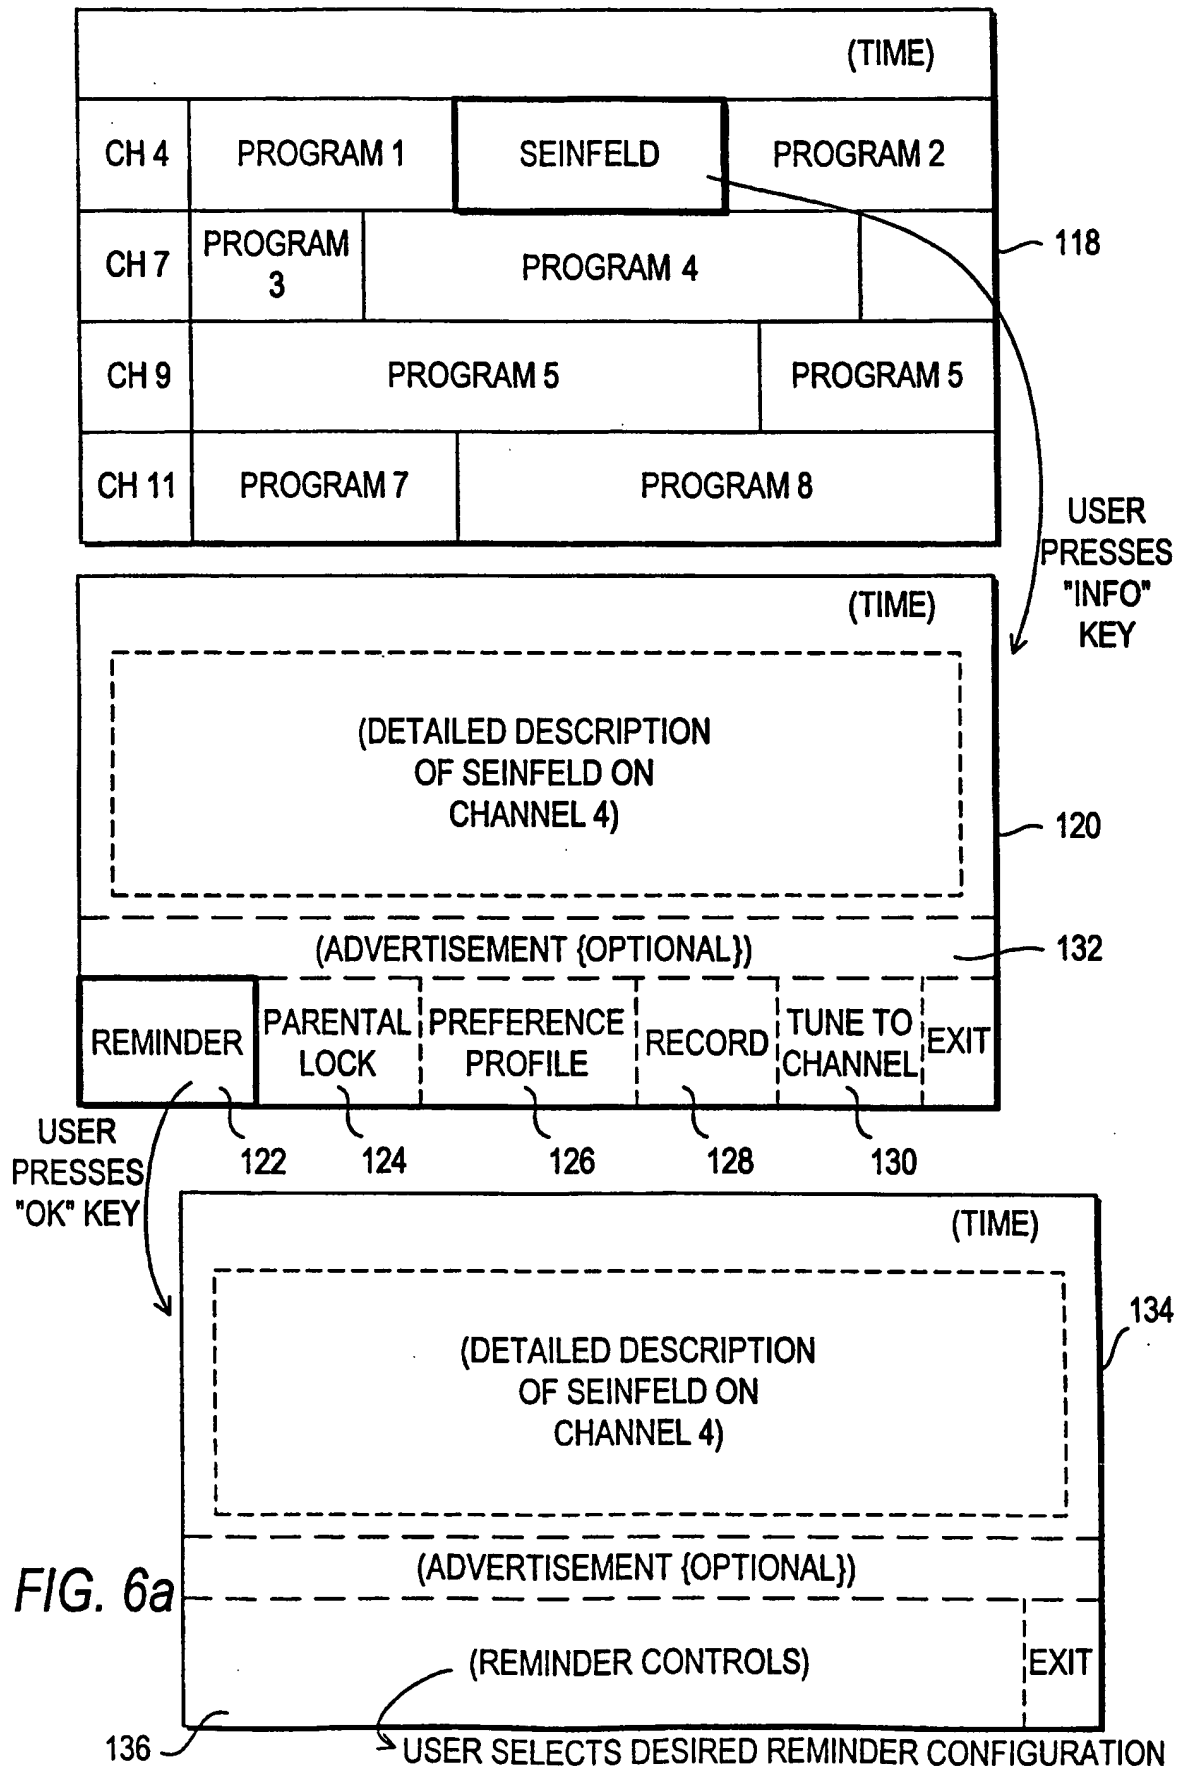 (TIME)
CH 4 PROGRAM 1 SEINFELD PROGRAM 2
CH 7 PROGRAM 3 PROGRAM 4
118
CH 9 PROGRAM 5 PROGRAM 5
CH 11 PROGRAM 7 PROGRAM 8
USER
PRESSES
"INFO"
KEY
(TIME)
(DETAILED DESCRIPTION
OF SEINFELD ON
CHANNEL 4)
120
(ADVERTISEMENT {OPTIONAL})
132
REMINDER
PARENTAL
LOCK
PREFERENCE
PROFILE
RECORD
TUNE TO
CHANNEL
EXIT
122 124 126 128 130
USER
PRESSES
"OK" KEY
(TIME)
134
(DETAILED DESCRIPTION
OF SEINFELD ON
CHANNEL 4)
(ADVERTISEMENT {OPTIONAL})
FIG. 6a
(REMINDER CONTROLS)
EXIT
136
USER SELECTS DESIRED REMINDER CONFIGURATION